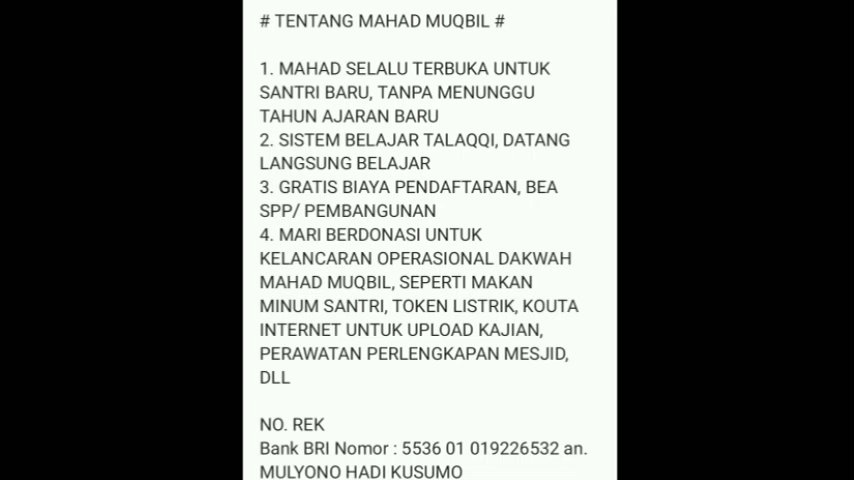 # TENTANG MAHAD MUQBIL #
1. MAHAD SELALU TERBUKA UNTUK
SANTRI BARU, TANPA MENUNGGU
TAHUN AJARAN BARU
2. SISTEM BELAJAR TALAQQI, DATANG
LANGSUNG BELAJAR
3. GRATIS BIAYA PENDAFTARAN, BEA
SPP/ PEMBANGUNAN
4. MARI BERDONASI UNTUK
KELANCARAN OPERASIONAL DAKWAH
MAHAD MUQBIL, SEPERTI MAKAN
MINUM SANTRI, TOKEN LISTRIK, KOUTA
INTERNET UNTUK UPLOAD KAJIAN,
PERAWATAN PERLENGKAPAN MESJID,
DLL
NO. REK
Bank BRI Nomor : 5536 01 019226532 an.
MULYONO HADI KUSUMO